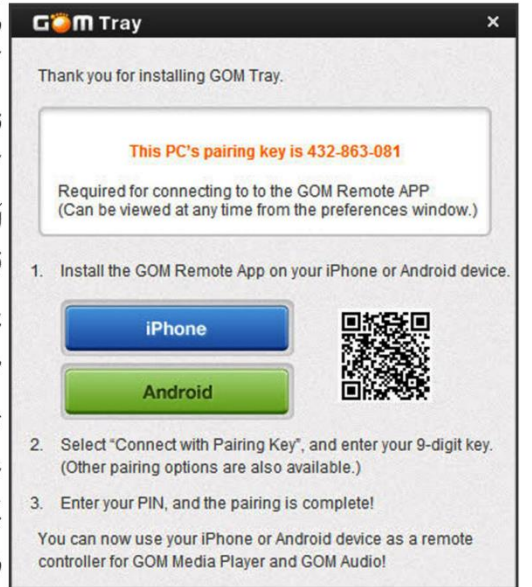 GOM Tray
Thank you for installing GOM Tray.
This PC's pairing key is 432-863-081
Required for connecting to to the GOM Remote APP
(Can be viewed at any time from the preferences window.)
1. Install the GOM Remote App on your iPhone or Android device.
iPhone
Android
2. Select "Connect with Pairing Key", and enter your 9-digit key.
(Other pairing options are also available.)
3. Enter your PIN, and the pairing is complete!
You can now use your iPhone or Android device as a remote
controller for GOM Media Player and GOM Audio!